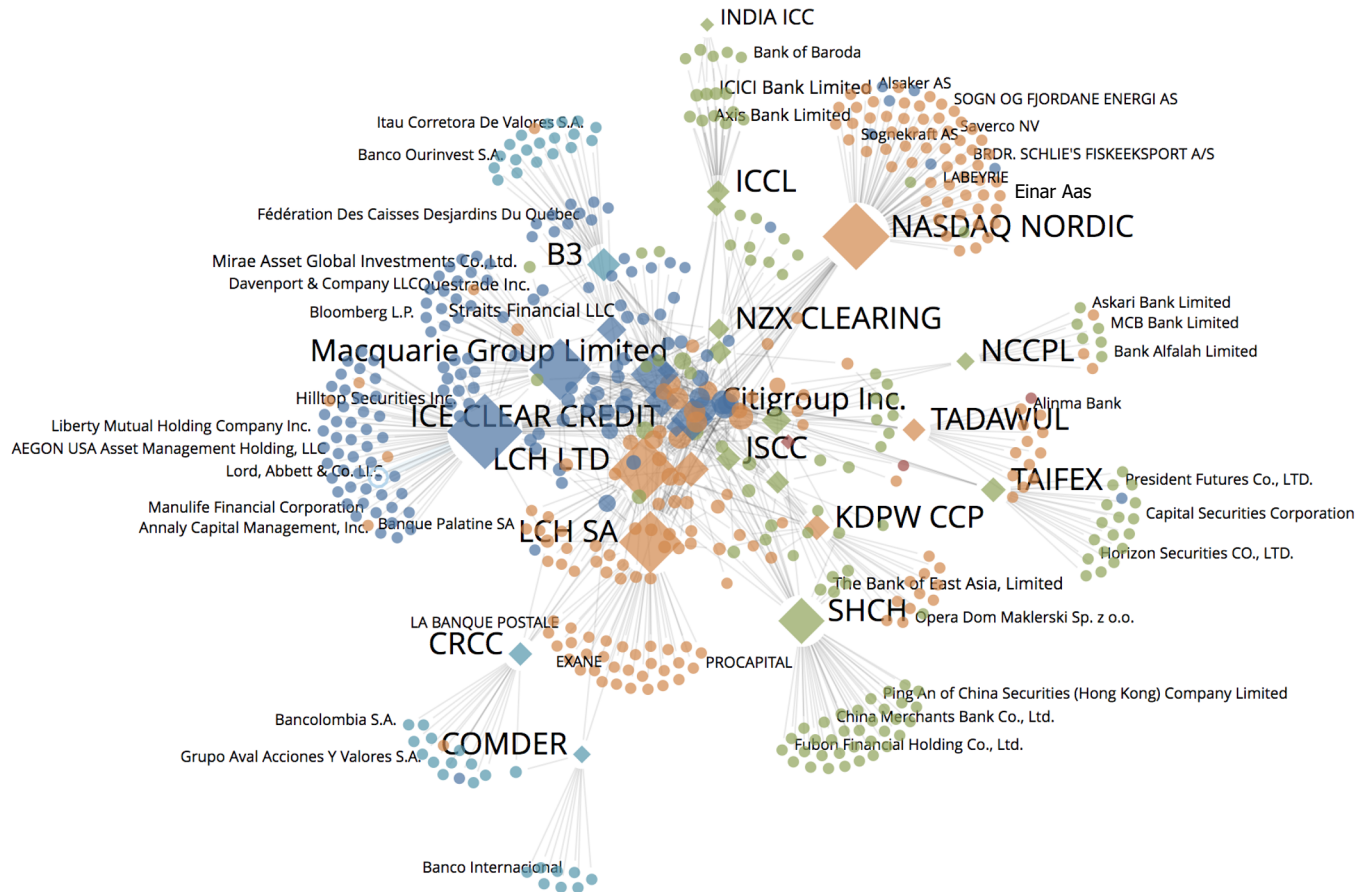 INDIA ICC
Bank of Baroda
ICICI Bank Limited
Alsaker AS
SOGN OG FJORDANE ENERGI AS
Axis Bank Limited
Itau Corretora De Valores S.A.
Saverco NV
Sognekraft AS
Banco Ourinvest S.A.
BRDR. SCHLIE'S FISKEEKSPORT A/S
LABEYRIE
ICCL
Einar Aas
Fédération Des Caisses Desjardins Du Québec
NASDAQ NORDIC
B3
Mirae Asset Global Investments Co.,Ltd.
Davenport & Company LLC
Questrade Inc.
Askari Bank Limited
Bloomberg L.P.
Straits Financial LLC
NZX CLEARING
MCB Bank Limited
Macquarie Group Limited
NCCPL
Bank Alfalah Limited
Hilltop Securities Inc.
Citigroup Inc.
Alinma Bank
ICE CLEAR CREDIT
TADAWUL
Liberty Mutual Holding Company Inc.
AEGON USA Asset Management Holding, LLC
JSCC
LCH LTD
Lord, Abbett & Co. LLC
TAIFEX
President Futures Co., LTD.
Manulife Financial Corporation
Capital Securities Corporation
KDPW CCP
Annaly Capital Management, Inc.
Banque Palatine SA
LCH SA
Horizon Securities CO., LTD.
The Bank of East Asia, Limited
SHCH
Opera Dom Maklerski Sp. z o.o.
LA BANQUE POSTALE
CRCC
EXANE
PROCAPITAL
Ping An of China Securities (Hong Kong) Company Limited
Bancolombia S.A.
China Merchants Bank Co., Ltd.
COMDER
Fubon Financial Holding Co., Ltd.
Grupo Aval Acciones Y Valores S.A.
Banco Internacional